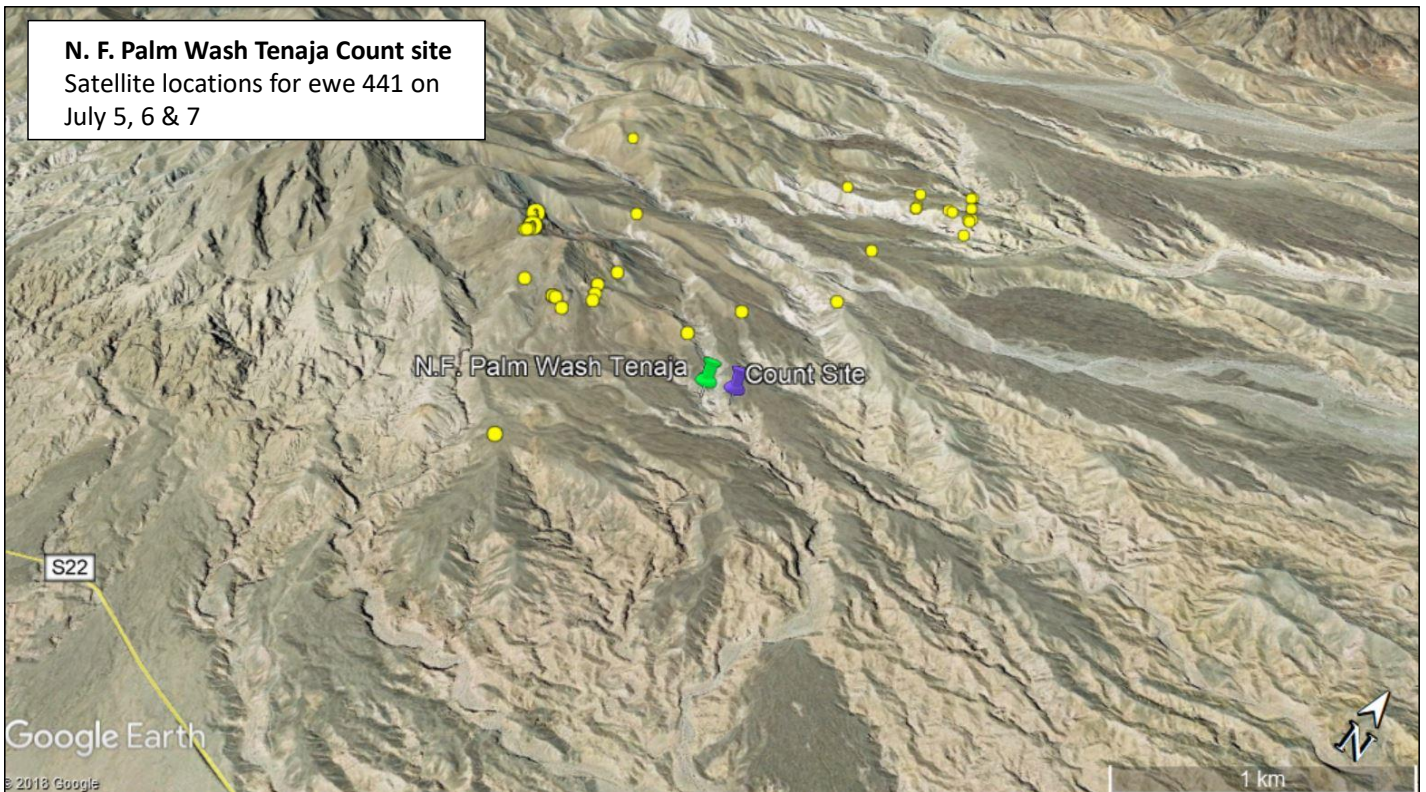 N. F. Palm Wash Tenaja Count site
Satellite locations for ewe 441 on
July 5, 6 & 7
N.F. Palm Wash Tenaja
Count Site
S22
Google Earth
N
© 2018 Google
1 km